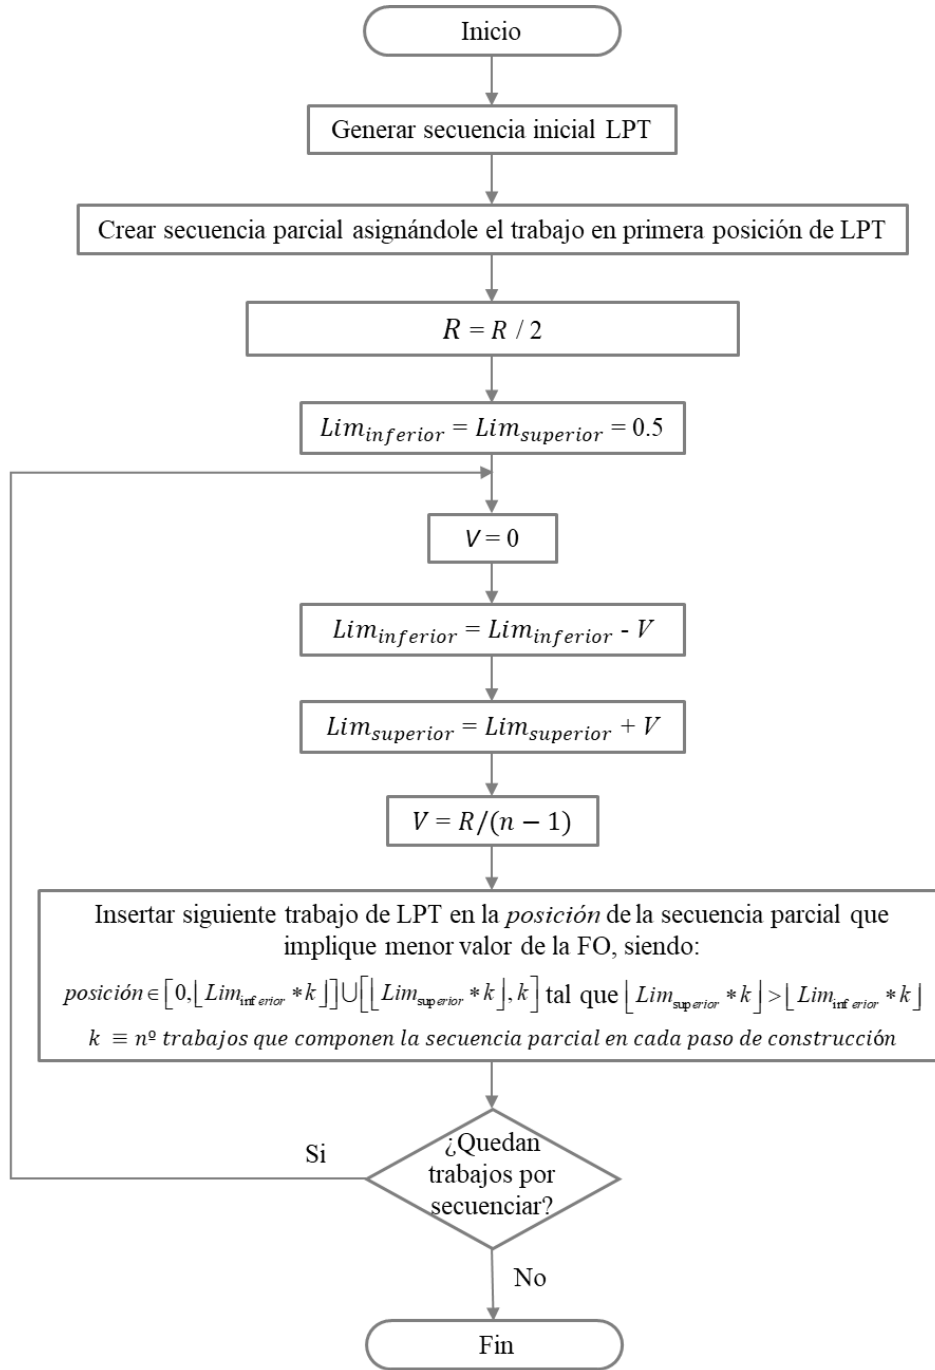 Inicio
Generar secuencia inicial LPT
Crear secuencia parcial asignándole el trabajo en primera posición de LPT
R = R / 2
Lim_inferior = Lim_superior = 0.5
V = 0
Lim_inferior = Lim_inferior - V
Lim_superior = Lim_superior + V
V = R/(n − 1)
Insertar siguiente trabajo de LPT en la posición de la secuencia parcial que
implique menor valor de la FO, siendo:
posición ∈ [0,⌊Lim_inferior * k⌋] ∪ [⌊Lim_superior * k⌋, k] tal que ⌊Lim_superior * k⌋ > ⌊Lim_inferior * k⌋
k ≡ nº trabajos que componen la secuencia parcial en cada paso de construcción
¿Quedan
trabajos por
secuenciar?
Si
No
Fin